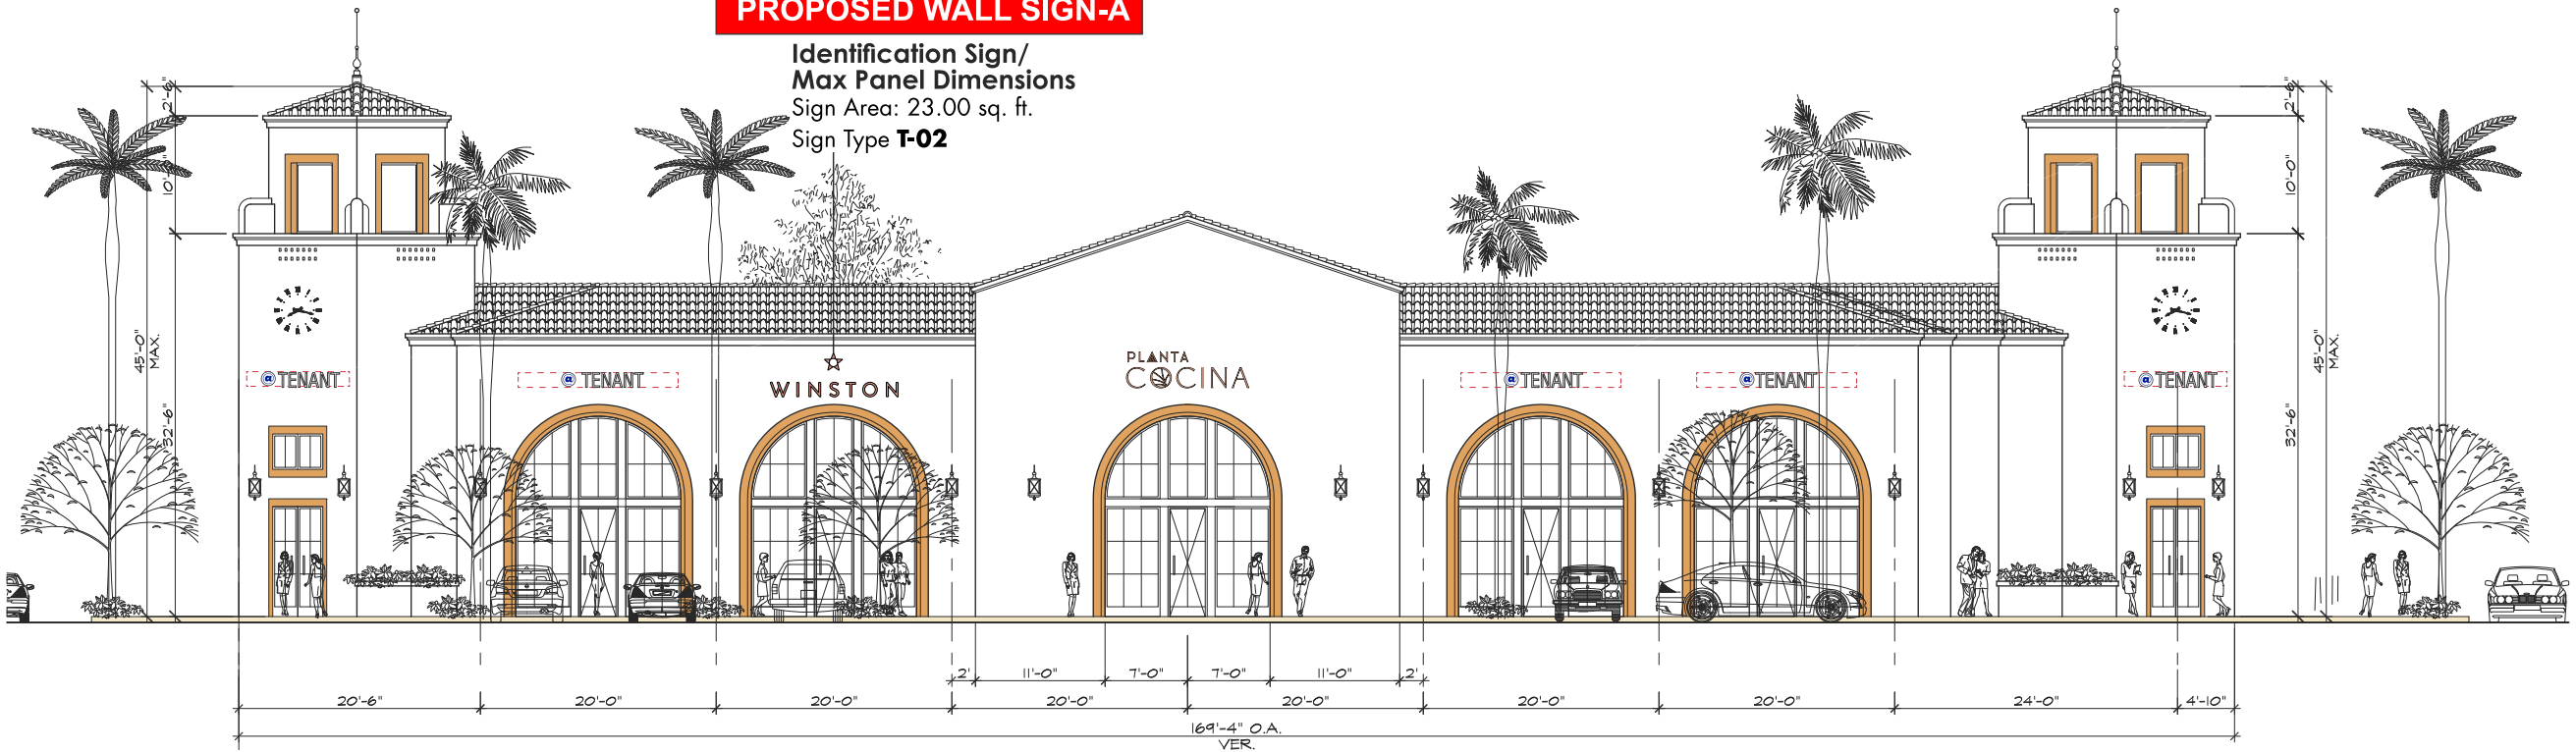 PROPOSED WALL SIGN-A
Identification Sign/
Max Panel Dimensions
Sign Area: 23.00 sq. ft.
Sign Type T-02
2'-6"
10'-0"
45'-0"
MAX.
32'-6"
2'-6"
10'-0"
45'-0"
MAX.
32'-6"
@ TENANT
@ TENANT
WINSTON
PLANTA
COCINA
@ TENANT
@ TENANT
@ TENANT
2'
11'-0"
7'-0"
7'-0"
11'-0"
2'
20'-6"
20'-0"
20'-0"
20'-0"
20'-0"
20'-0"
20'-0"
24'-0"
4'-10"
169'-4" O.A.
VER.